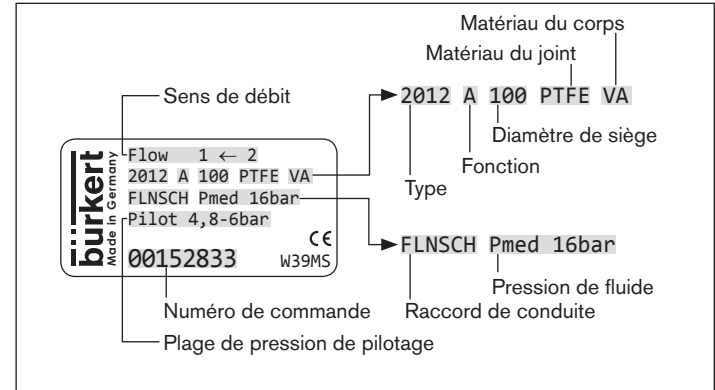 Matériau du corps
Matériau du joint
Sens de débit
2012 A 100 PTFE VA
Diamètre de siège
Fonction
Type
bürkert
Made in Germany
Flow 1 ← 2
2012 A 100 PTFE VA
FLNSCH Pmed 16bar
Pilot 4,8-6bar
CE
00152833 W39MS
FLNSCH Pmed 16bar
Pression de fluide
Numéro de commande
Raccord de conduite
Plage de pression de pilotage